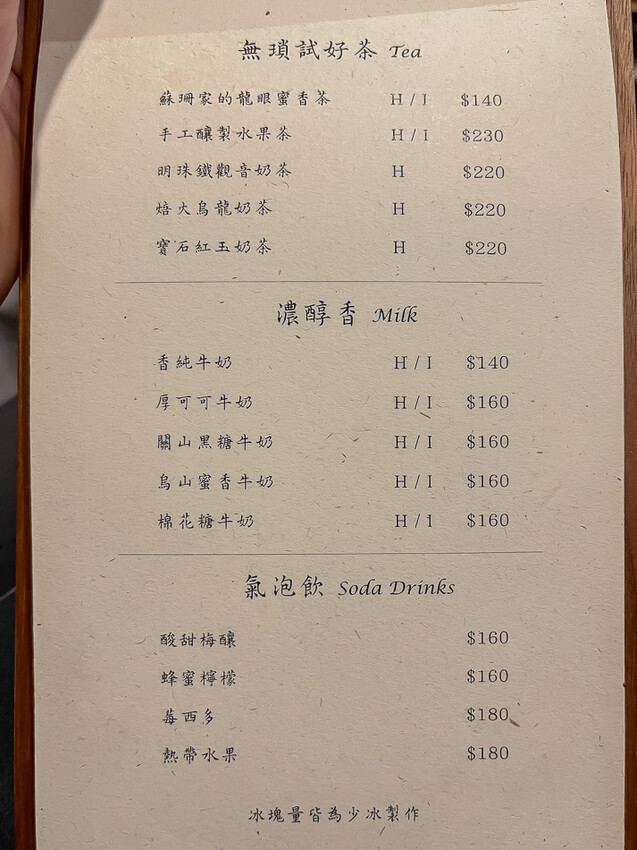 無瑣試好茶 Tea
蘇珊家的龍眼蜜香茶 H / I $140
手工釀製水果茶 H / I $230
明珠鐵觀音奶茶 H $220
焙火烏龍奶茶 H $220
寶石紅玉奶茶 H $220
濃醇香 Milk
香純牛奶 H / I $140
厚可可牛奶 H / I $160
關山黑糖牛奶 H / I $160
烏山蜜香牛奶 H / I $160
棉花糖牛奶 H / I $160
氣泡飲 Soda Drinks
酸甜梅釀 $160
蜂蜜檸檬 $160
莓西多 $180
熱帶水果 $180
冰塊量皆為少冰製作